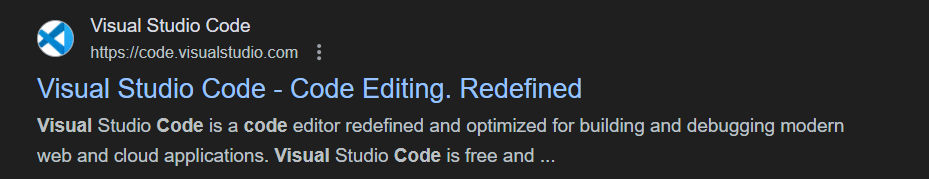 Visual Studio Code
https://code.visualstudio.com
Visual Studio Code - Code Editing. Redefined
Visual Studio Code is a code editor redefined and optimized for building and debugging modern
web and cloud applications. Visual Studio Code is free and ...